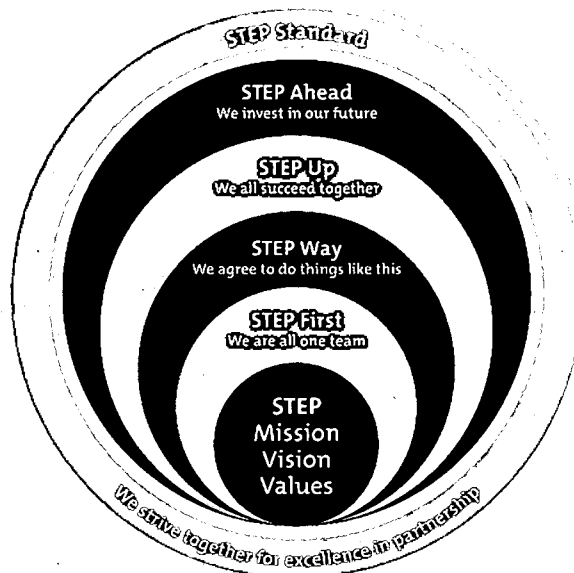 STEP Standard
STEP Ahead
We invest in our future
STEP Up
We all succeed together
STEP Way
We agree to do things like this
STEP First
We are all one team
STEP
Mission
Vision
Values
We strive together for excellence in partnership